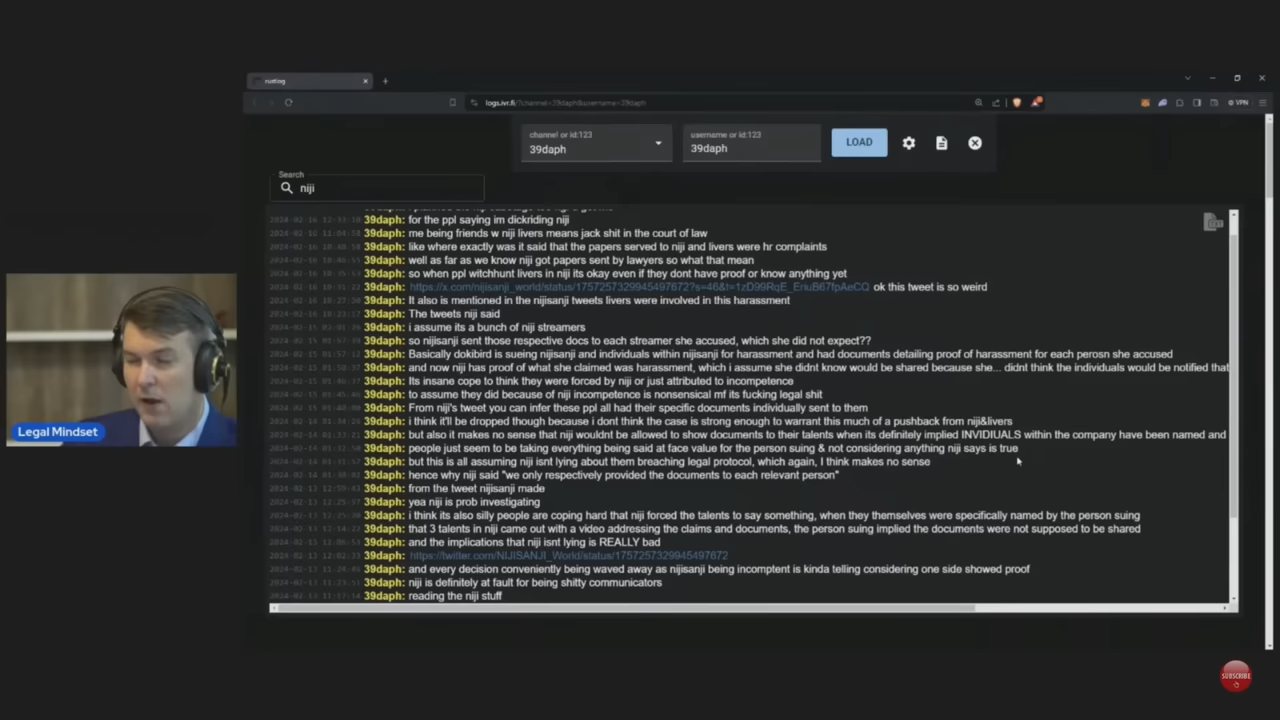 rustlog
logs.ivr.fi/?channel=39daph&username=39daph
VPN
channel or id:123
39daph
username or id:123
39daph
LOAD
Search
niji
39daph: for the ppl saying im dickriding niji
39daph: me being friends w niji livers means jack shit in the court of law
39daph: like where exactly was it said that the papers served to niji and livers were hr complaints
39daph: well as far as we know niji got papers sent by lawyers so what that mean
39daph: so when ppl witchhunt livers in niji its okay even if they dont have proof or know anything yet
39daph: https://x.com/nijisanji_world/status/1757257329945497672?s=46&t=1zD99RqE_EriuB67fpAeCQ ok this tweet is so weird
39daph: It also is mentioned in the nijisanji tweets livers were involved in this harassment
39daph: The tweets niji said
39daph: i assume its a bunch of niji streamers
39daph: so nijisanji sent those respective docs to each streamer she accused, which she did not expect??
39daph: Basically dokibird is sueing nijisanji and individuals within nijisanji for harassment and had documents detailing proof of harassment for each perosn she accused
39daph: and now niji has proof of what she claimed was harassment, which i assume she didnt know would be shared because she... didnt think the individuals would be notified that
39daph: Its insane cope to think they were forced by niji or just attributed to incompetence
39daph: to assume they did because of niji incompetence is nonsensical mf its fucking legal shit
39daph: From niji's tweet you can infer these ppl all had their specific documents individually sent to them
39daph: i think it'll be dropped though because i dont think the case is strong enough to warrant this much of a pushback from niji&livers
39daph: but also it makes no sense that niji wouldnt be allowed to show documents to their talents when its definitely implied INVIDIUALS within the company have been named and
39daph: people just seem to be taking everything being said at face value for the person suing & not considering anything niji says is true
39daph: but this is all assuming niji isnt lying about them breaching legal protocol, which again, I think makes no sense
39daph: hence why niji said "we only respectively provided the documents to each relevant person"
39daph: from the tweet nijisanji made
39daph: yea niji is prob investigating
39daph: i think its also silly people are coping hard that niji forced the talents to say something, when they themselves were specifically named by the person suing
39daph: that 3 talents in niji came out with a video addressing the claims and documents, the person suing implied the documents were not supposed to be shared
39daph: and the implications that niji isnt lying is REALLY bad
39daph: https://twitter.com/NIJISANJI_World/status/1757257329945497672
39daph: and every decision conveniently being waved away as nijisanji being incomptent is kinda telling considering one side showed proof
39daph: niji is definitely at fault for being shitty communicators
39daph: reading the niji stuff
Legal Mindset
SUBSCRIBE